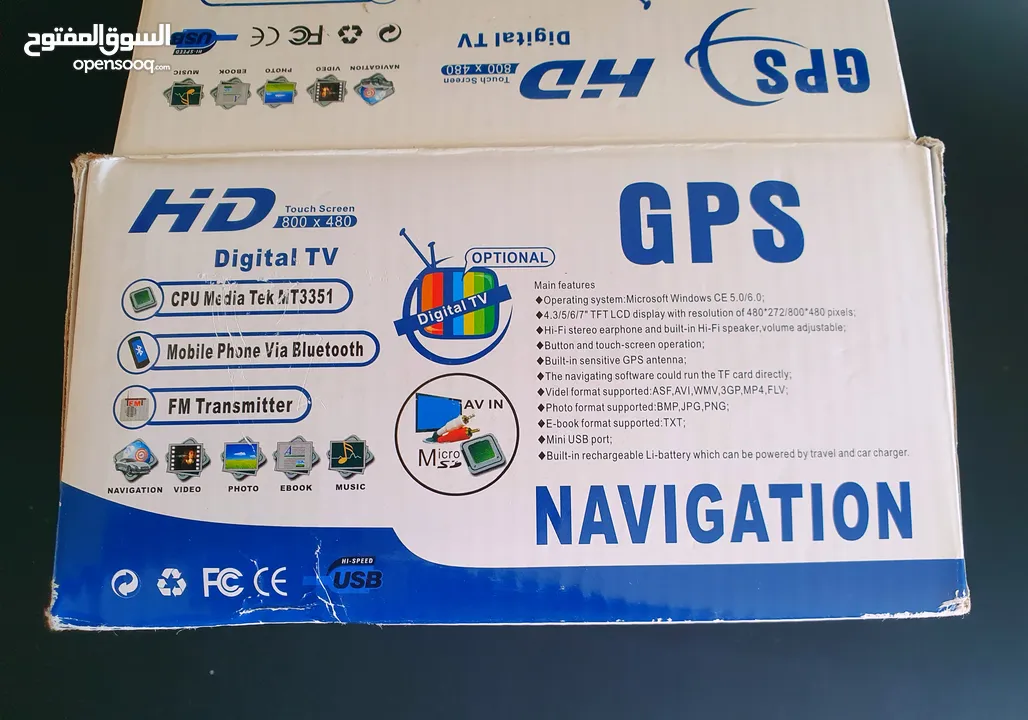 السوق المفتوح
opensooq.com
USB
HI-SPEED
CE FC
Digital TV
GPS
HD
Touch Screen
800 x 480
MUSIC EBOOK PHOTO VIDEO NAVIGATION
HD
Touch Screen
800 x 480
Digital TV
CPU Media Tek MT3351
Mobile Phone Via Bluetooth
FM
FM Transmitter
NAVIGATION VIDEO PHOTO EBOOK MUSIC
OPTIONAL
Digital TV
AV IN
Micro
SD
GPS
Main features
◆Operating system:Microsoft Windows CE 5.0/6.0;
◆4.3/5/6/7" TFT LCD display with resolution of 480*272/800*480 pixels;
◆Hi-Fi stereo earphone and built-in Hi-Fi speaker,volume adjustable;
◆Button and touch-screen operation;
◆Built-in sensitive GPS antenna;
◆The navigating software could run the TF card directly;
◆Videl format supported:ASF,AVI,WMV,3GP,MP4,FLV;
◆Photo format supported:BMP,JPG,PNG;
◆E-book format supported:TXT;
◆Mini USB port;
◆Built-in rechargeable Li-battery which can be powered by travel and car charger.
NAVIGATION
FC CE
HI-SPEED
USB